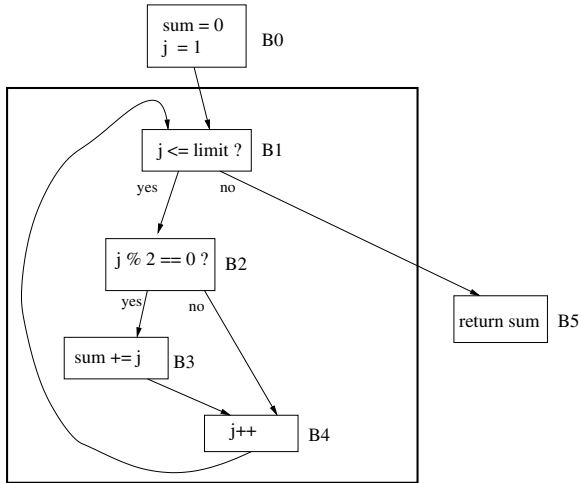 sum = 0
j = 1
B0
j <= limit ?
B1
yes
no
j % 2 == 0 ?
B2
yes
no
return sum
B5
sum += j
B3
j++
B4